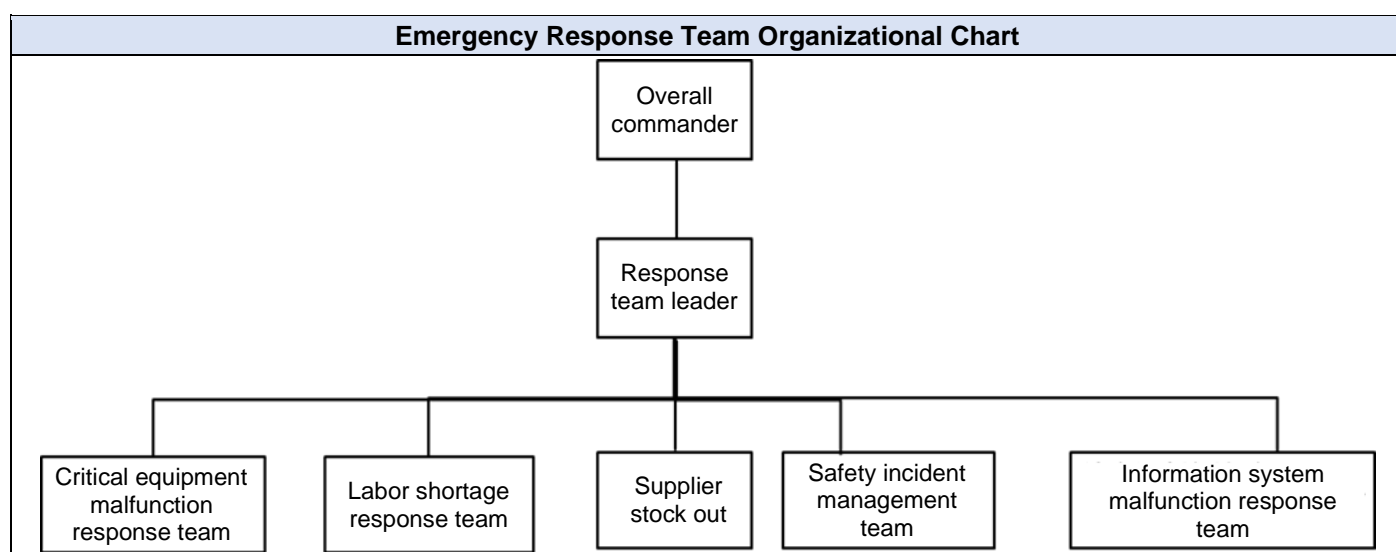 Emergency Response Team Organizational Chart
Overall
commander
Response
team leader
Critical equipment
malfunction
response team
Labor shortage
response team
Supplier
stock out
Safety incident
management
team
Information system
malfunction response
team